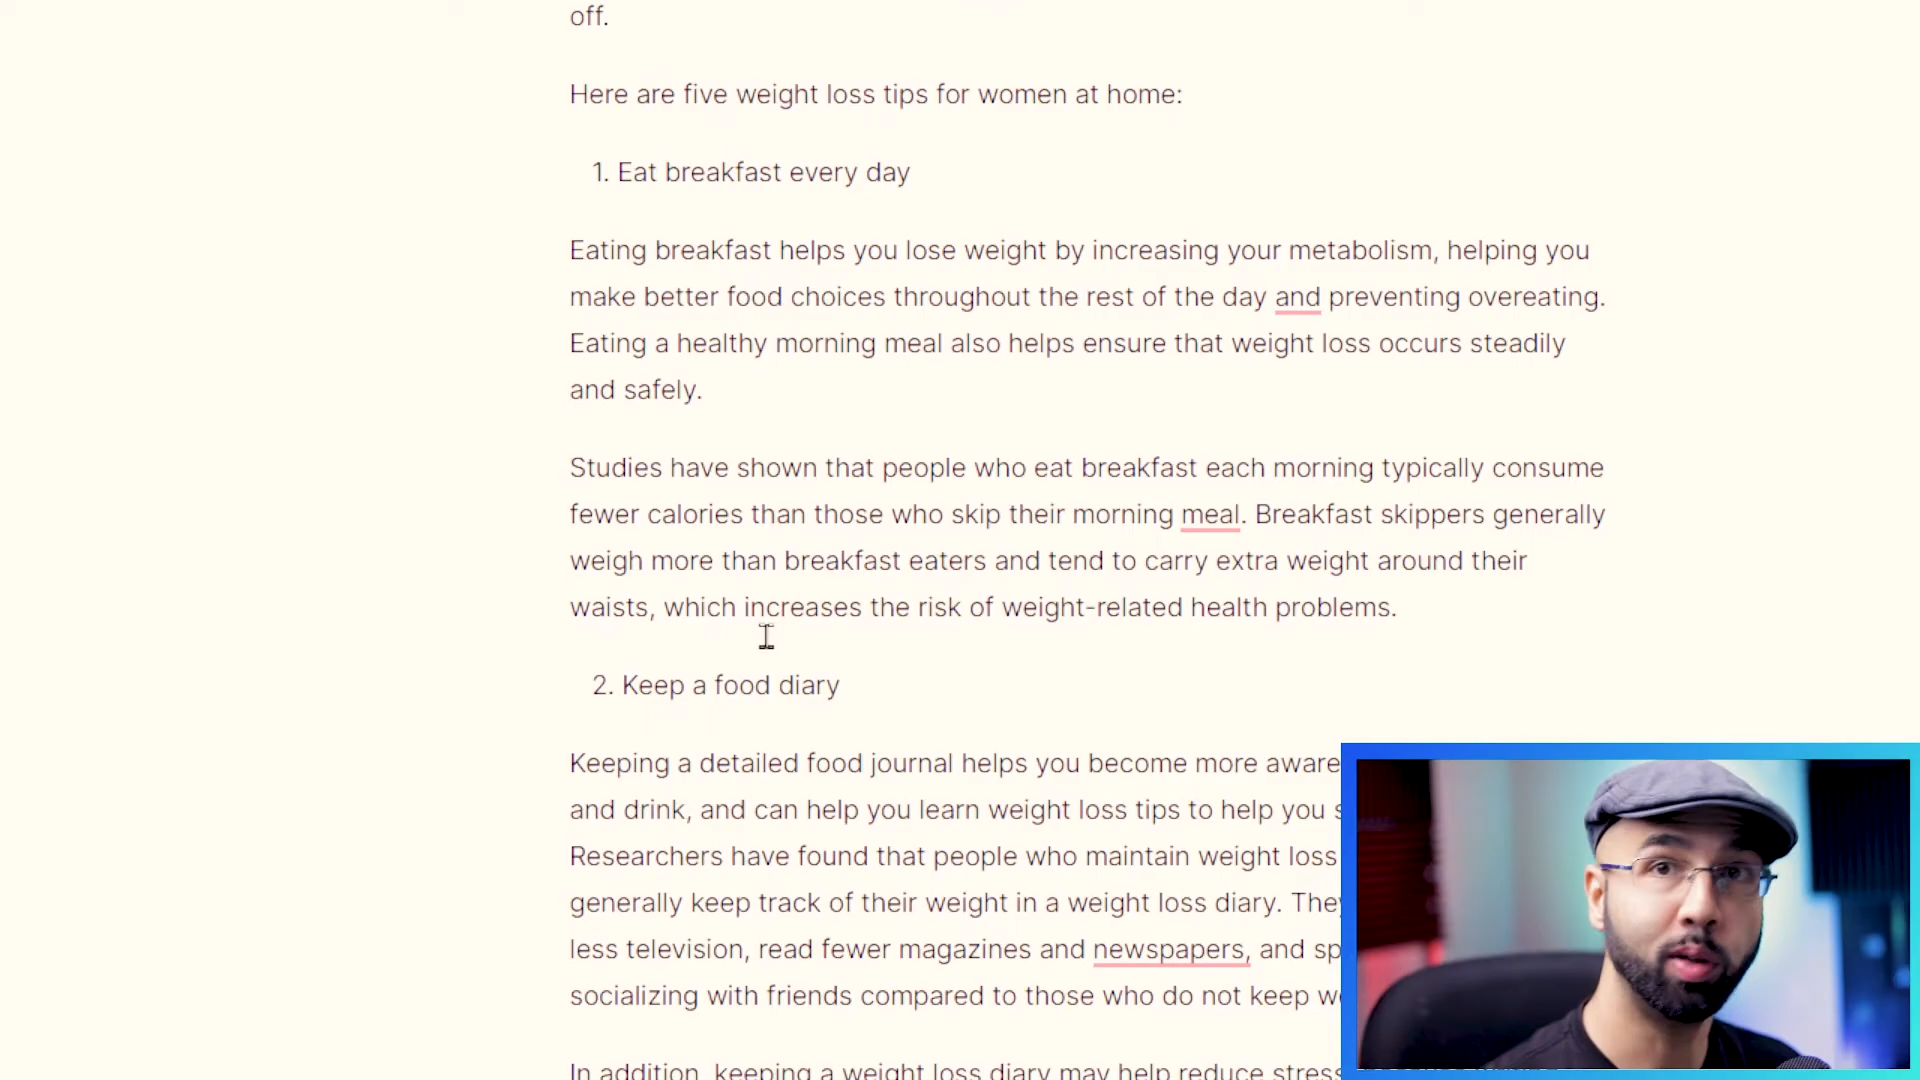 off.
Here are five weight loss tips for women at home:
1. Eat breakfast every day
Eating breakfast helps you lose weight by increasing your metabolism, helping you
make better food choices throughout the rest of the day and preventing overeating.
Eating a healthy morning meal also helps ensure that weight loss occurs steadily
and safely.
Studies have shown that people who eat breakfast each morning typically consume
fewer calories than those who skip their morning meal. Breakfast skippers generally
weigh more than breakfast eaters and tend to carry extra weight around their
waists, which increases the risk of weight-related health problems.
2. Keep a food diary
Keeping a detailed food journal helps you become more aware
and drink, and can help you learn weight loss tips to help you
Researchers have found that people who maintain weight loss
generally keep track of their weight in a weight loss diary. They
less television, read fewer magazines and newspapers, and
socializing with friends compared to those who do not keep
In addition, keeping a weight loss diary may help reduce stress